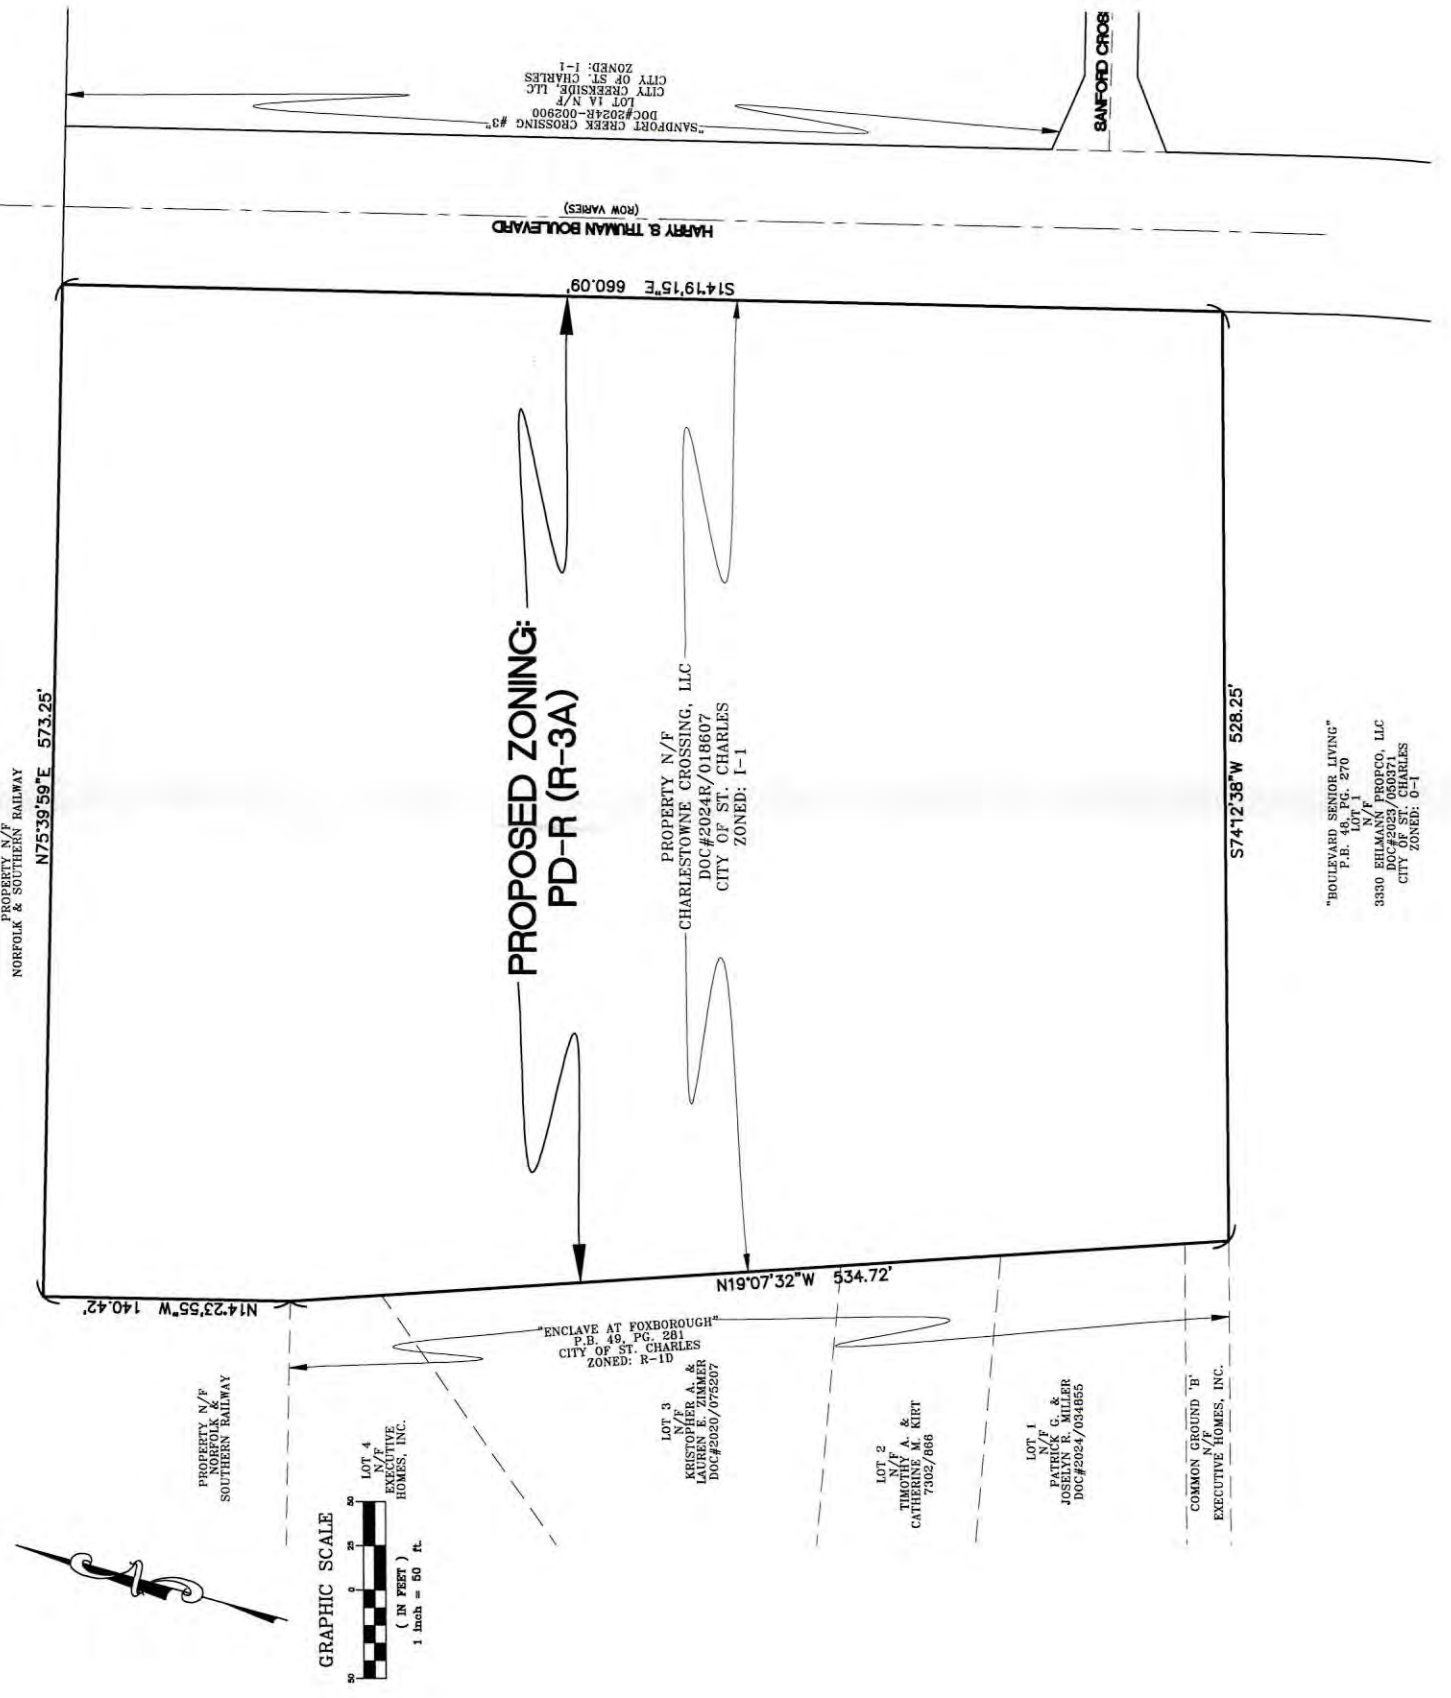 SANFORD CROS
"SANDFORT CREEK CROSSING #3"
DOC#2024R-002900
LOT 1A N/F
CITY CREEKSIDE, LLC
CITY OF ST. CHARLES
ZONED: I-1
HARRY S. TRUMAN BOULEVARD
(ROW VARIES)
S14°19'15"E 660.09'
PROPERTY N/F
NORFOLK & SOUTHERN RAILWAY
N75°39'59"E 573.25'
PROPOSED ZONING:
PD-R (R-3A)
PROPERTY N/F
CHARLESTOWNE CROSSING, LLC
DOC#2024R/018607
CITY OF ST. CHARLES
ZONED: I-1
S74°12'38"W 528.25'
"BOULEVARD SENIOR LIVING"
P.B. 48, PG. 270
LOT 1
N/F
3330 EHLMANN PROPCO, LLC
DOC#2023/050371
CITY OF ST. CHARLES
ZONED: O-I
N14°23'55"W 140.42'
N19°07'32"W 534.72'
"ENCLAVE AT FOXBOROUGH"
P.B. 49, PG. 281
CITY OF ST. CHARLES
ZONED: R-1D
PROPERTY N/F
NORFOLK &
SOUTHERN RAILWAY
LOT 4
N/F
EXECUTIVE
HOMES, INC.
LOT 3
N/F
KRISTOPHER A. &
LAUREN E. ZIMMER
DOC#2020/075207
LOT 2
N/F
TIMOTHY A. &
CATHERINE M. KIRT
7302/866
LOT 1
N/F
PATRICK G. &
JOSELYN R. MILLER
DOC#2024/034655
COMMON GROUND 'B'
N/F
EXECUTIVE HOMES, INC.
GRAPHIC SCALE
50 0 25 50
( IN FEET )
1 inch = 50 ft.